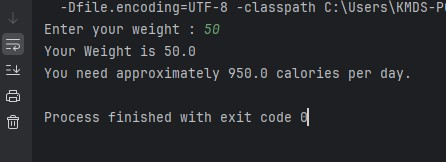 -Dfile.encoding=UTF-8 -classpath C:\Users\KMDS-P
Enter your weight : 50
Your Weight is 50.0
You need approximately 950.0 calories per day.
Process finished with exit code 0